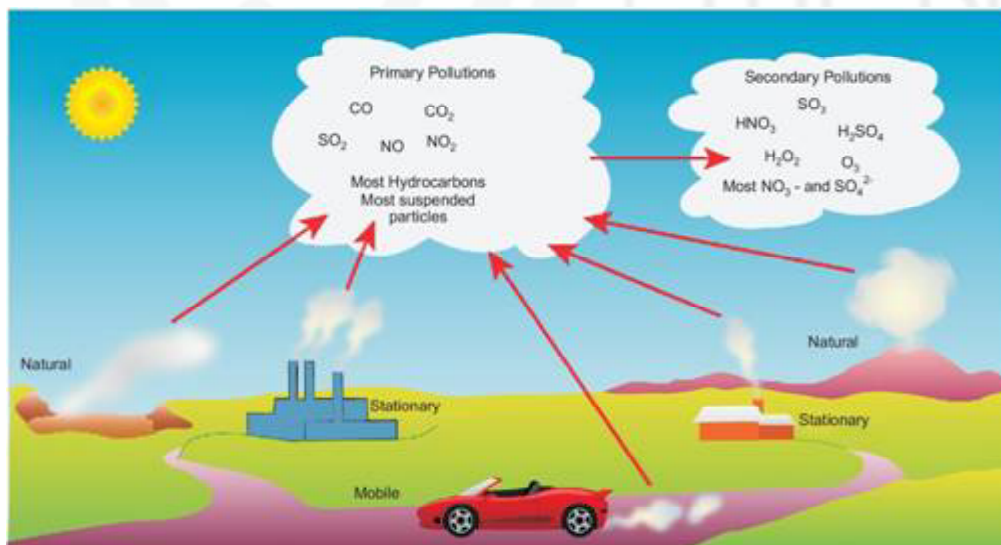 Primary Pollutions
CO CO₂
SO₂ NO NO₂
Most Hydrocarbons
Most suspended
particles
Secondary Pollutions
SO₃
HNO₃ H₂SO₄
H₂O₂ O₃
Most NO₃ - and SO₄²⁻
Natural
Stationary
Mobile
Stationary
Natural